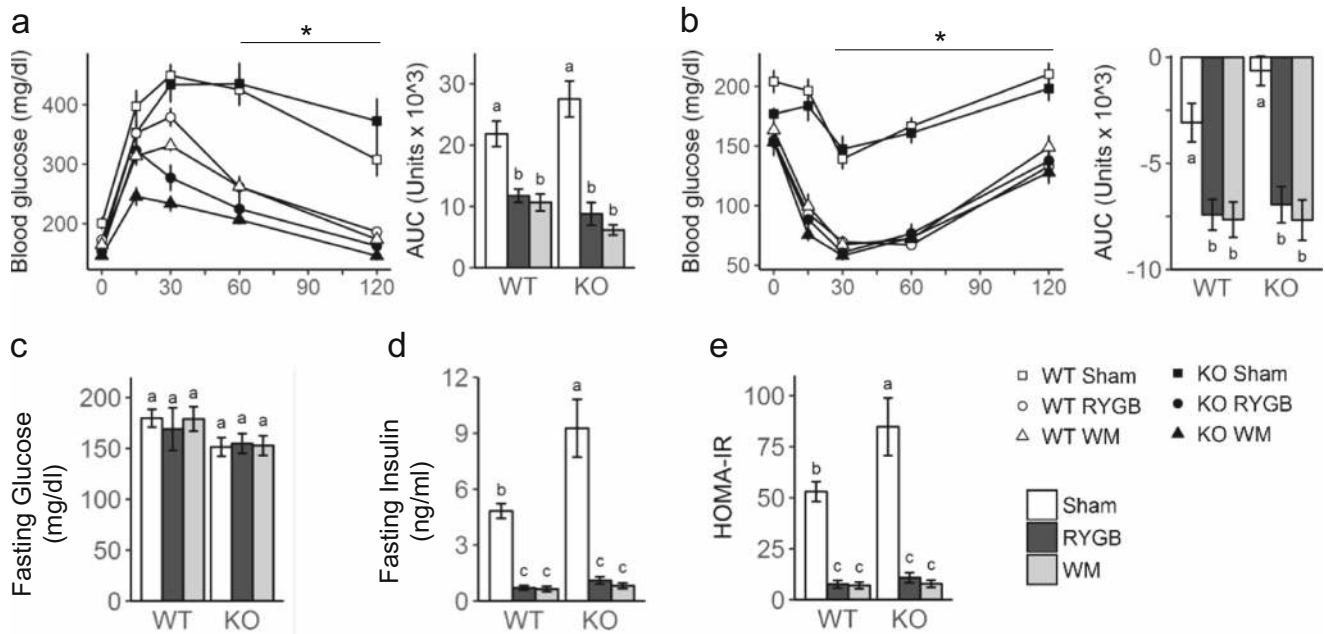 a
*
Blood glucose (mg/dl)
400
300
200
0 30 60 90 120
AUC (Units x 10^3)
30
20
10
0
a
b
b
a
b
b
WT KO
b
*
Blood glucose (mg/dl)
200
150
100
50
0 30 60 90 120
AUC (Units x 10^3)
0
-5
-10
a
b
b
a
b
b
WT KO
c
Fasting Glucose
(mg/dl)
200
150
100
50
0
a a a a a a
WT KO
d
Fasting Insulin
(ng/ml)
12
9
6
3
0
b
c c
a
c c
WT KO
e
HOMA-IR
100
75
50
25
0
b
c c
a
c c
WT KO
WT Sham
WT RYGB
WT WM
KO Sham
KO RYGB
KO WM
Sham
RYGB
WM